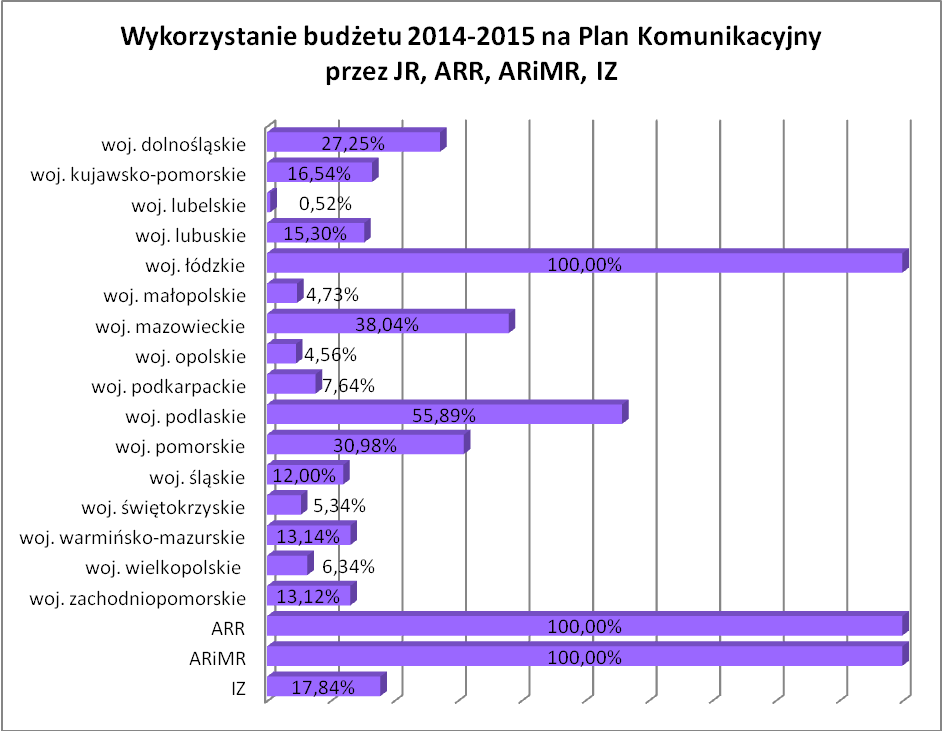 Wykorzystanie budżetu 2014-2015 na Plan Komunikacyjny
przez JR, ARR, ARiMR, IZ
woj. dolnośląskie 27,25%
woj. kujawsko-pomorskie 16,54%
woj. lubelskie 0,52%
woj. lubuskie 15,30%
woj. łódzkie 100,00%
woj. małopolskie 4,73%
woj. mazowieckie 38,04%
woj. opolskie 4,56%
woj. podkarpackie 7,64%
woj. podlaskie 55,89%
woj. pomorskie 30,98%
woj. śląskie 12,00%
woj. świętokrzyskie 5,34%
woj. warmińsko-mazurskie 13,14%
woj. wielkopolskie 6,34%
woj. zachodniopomorskie 13,12%
ARR 100,00%
ARiMR 100,00%
IZ 17,84%